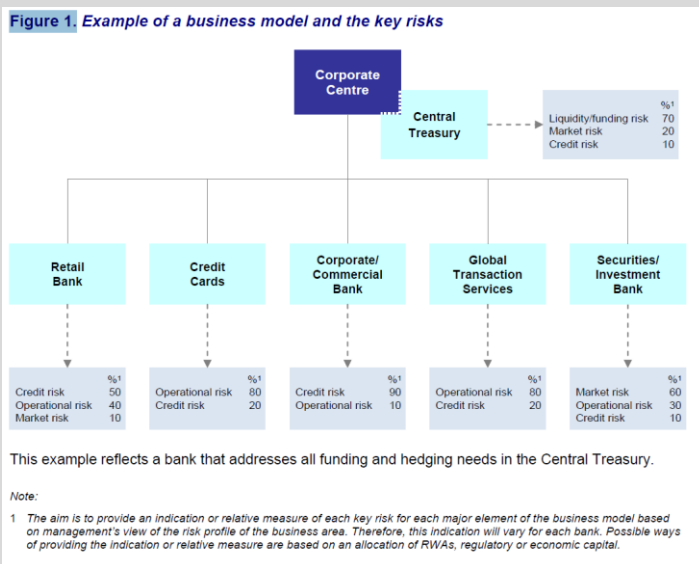 Figure 1. Example of a business model and the key risks
Corporate
Centre
Central
Treasury
%1
Liquidity/funding risk 70
Market risk 20
Credit risk 10
Retail
Bank
Credit
Cards
Corporate/
Commercial
Bank
Global
Transaction
Services
Securities/
Investment
Bank
%1
Credit risk 50
Operational risk 40
Market risk 10
%1
Operational risk 80
Credit risk 20
%1
Credit risk 90
Operational risk 10
%1
Operational risk 80
Credit risk 20
%1
Market risk 60
Operational risk 30
Credit risk 10
This example reflects a bank that addresses all funding and hedging needs in the Central Treasury.
Note:
1 The aim is to provide an indication or relative measure of each key risk for each major element of the business model based
on management's view of the risk profile of the business area. Therefore, this indication will vary for each bank. Possible ways
of providing the indication or relative measure are based on an allocation of RWAs, regulatory or economic capital.